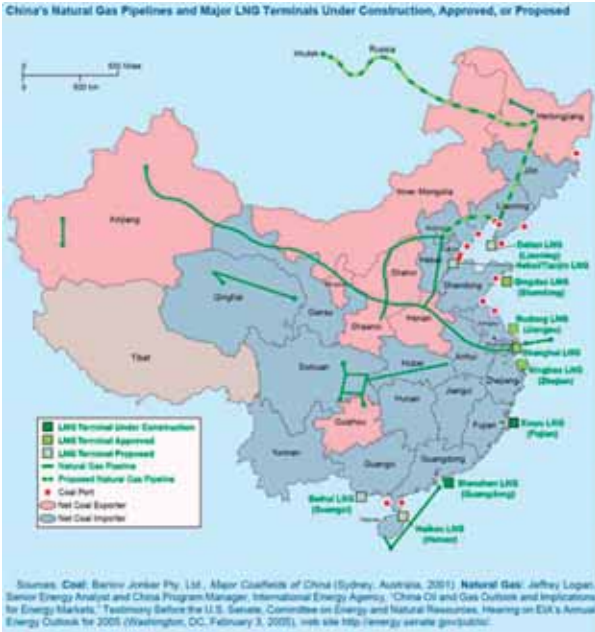 China's Natural Gas Pipelines and Major LNG Terminals Under Construction, Approved, or Proposed
Irkutsk
Russia
0 500 Miles
0 500 km
Heilongjiang
Jilin
Inner Mongolia
Liaoning
Xinjiang
Dalian LNG
(Liaoning)
Hebei/Tianjin LNG
Hebei
Shanxi
Shandong
Qingdao LNG
(Shandong)
Qinghai
Gansu
Shaanxi
Henan
Rudong LNG
(Jiangsu)
Shanghai LNG
Tibet
Anhui
Ningbao LNG
(Zhejian)
Sichuan
Hubei
Zhejiang
Hunan
Jiangxi
LNG Terminal Under Construction
LNG Terminal Approved
LNG Terminal Proposed
Natural Gas Pipeline
Proposed Natural Gas Pipeline
Coal Port
Net Coal Exporter
Net Coal Importer
Guizhou
Fujian
Xiuyu LNG
(Fujian)
Yunnan
Guangxi
Guangdong
Shenzhen LNG
(Guangdong)
Beihai LNG
(Guangxi)
Hainan
Haikou LNG
(Hainan)
Sources: Coal: Barlow Jonker Pty. Ltd., Major Coalfields of China (Sydney, Australia, 2001). Natural Gas: Jeffrey Logan,
Senior Energy Analyst and China Program Manager, International Energy Agency, "China Oil and Gas Outlook and Implications
for Energy Markets," Testimony Before the U.S. Senate, Committee on Energy and Natural Resources, Hearing on EIA's Annual
Energy Outlook for 2005 (Washington, DC, February 3, 2005), web site http://energy.senate.gov/public/.